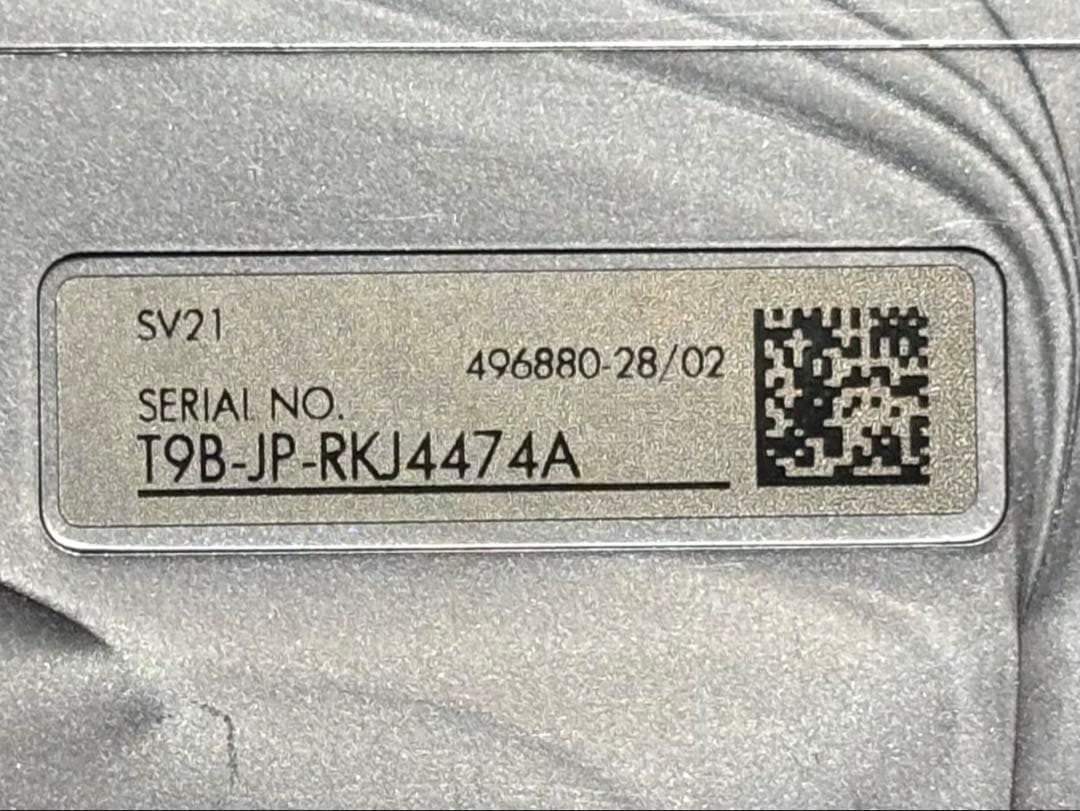 SV21
496880-28/02
SERIAL NO.
T9B-JP-RKJ4474A